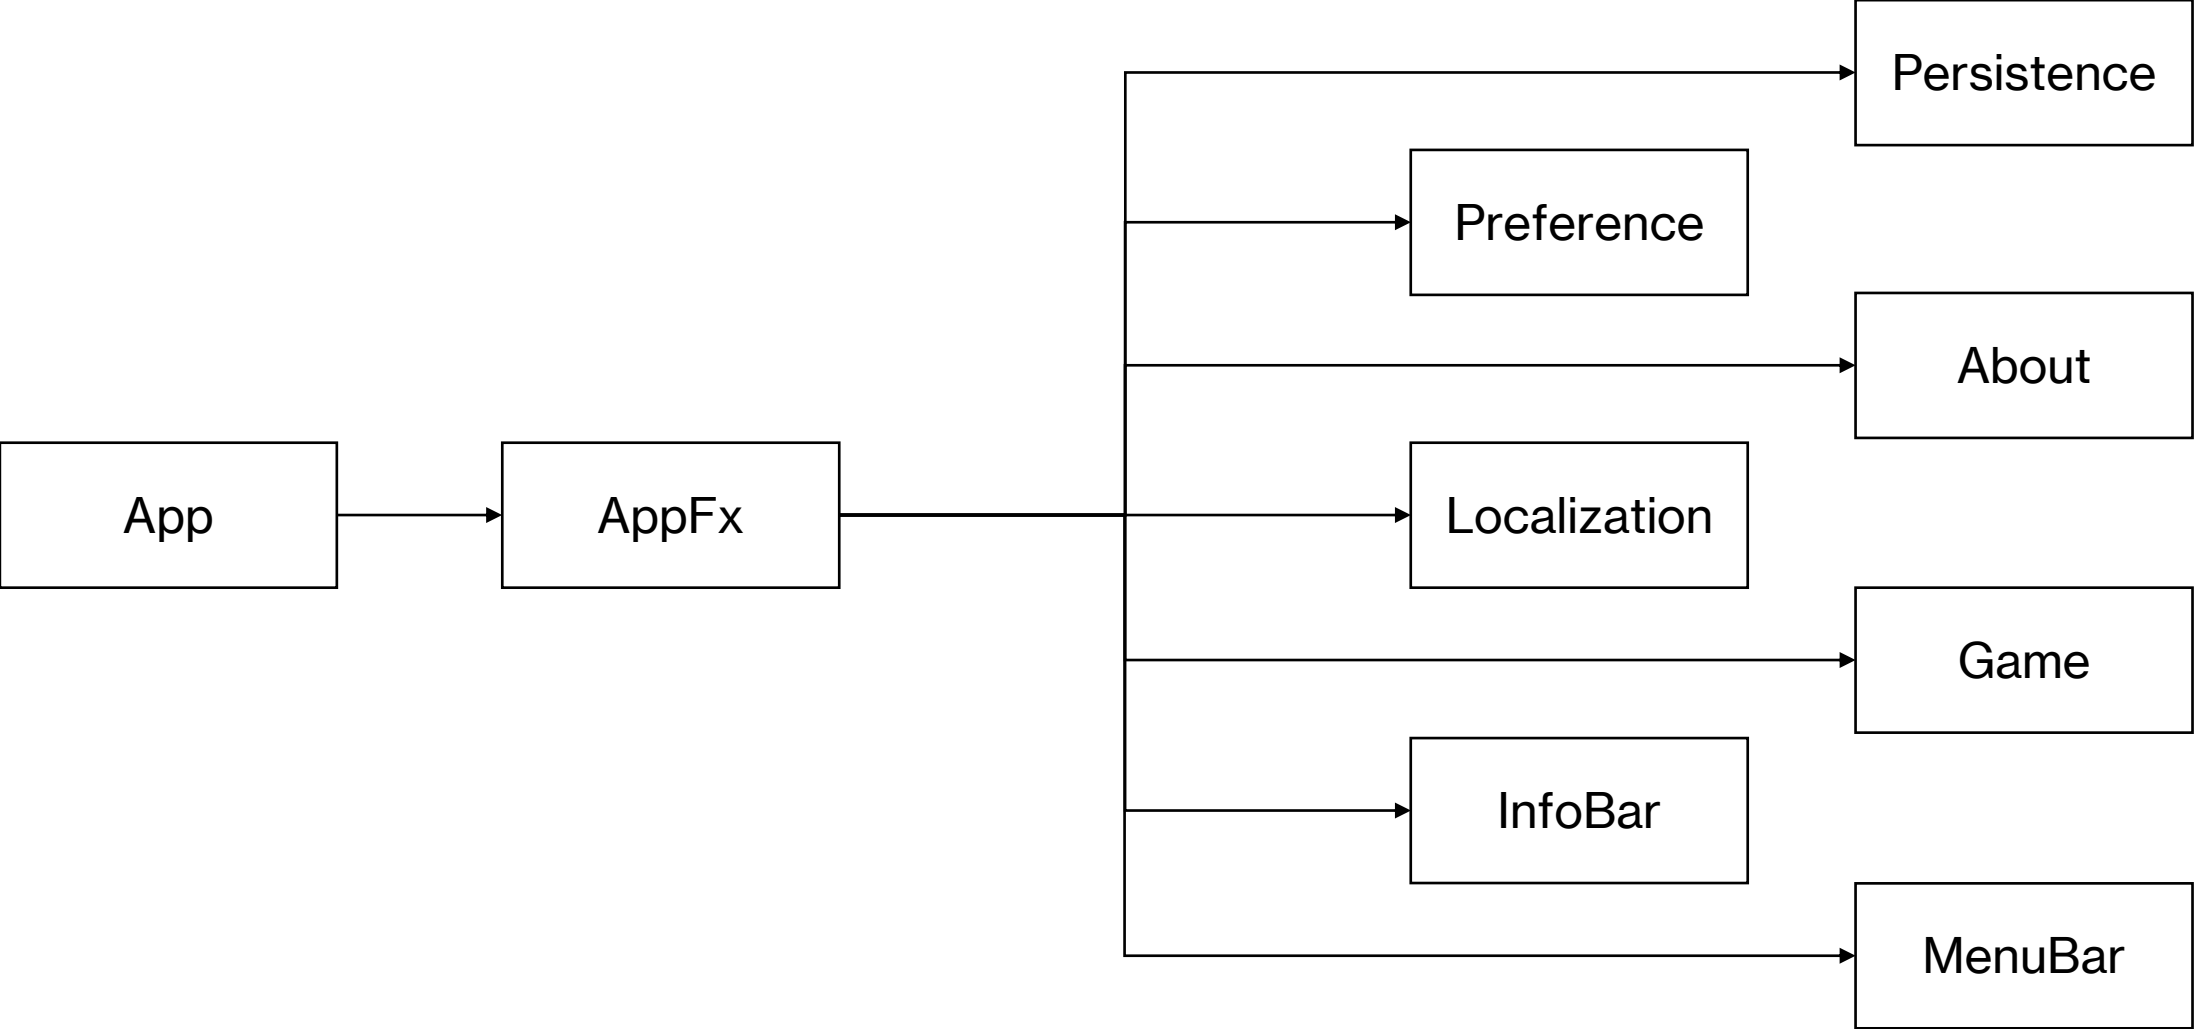 Persistence
Preference
About
App
AppFx
Localization
Game
InfoBar
MenuBar